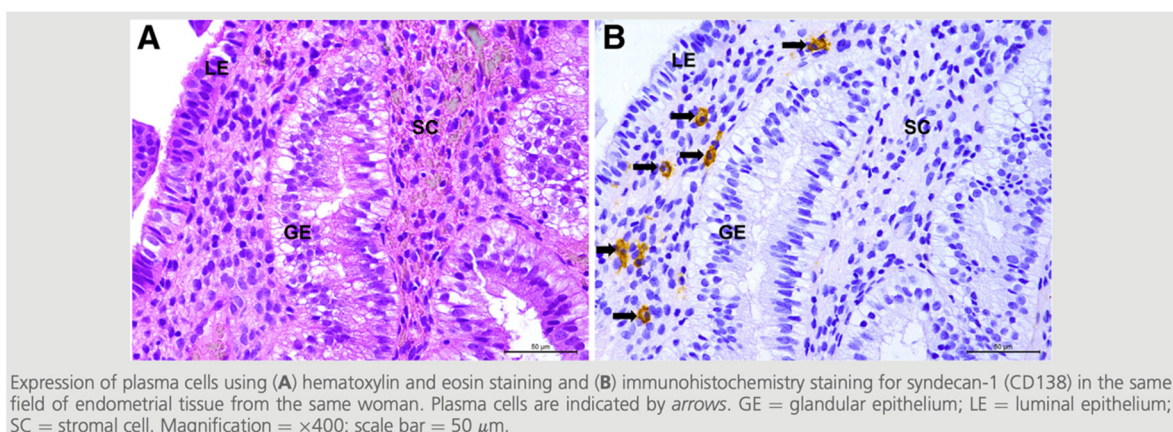 A
B
LE
LE
SC
SC
GE
GE
50 µm
50 µm
Expression of plasma cells using (A) hematoxylin and eosin staining and (B) immunohistochemistry staining for syndecan-1 (CD138) in the same
field of endometrial tissue from the same woman. Plasma cells are indicated by arrows. GE = glandular epithelium; LE = luminal epithelium;
SC = stromal cell. Magnification = ×400; scale bar = 50 µm.